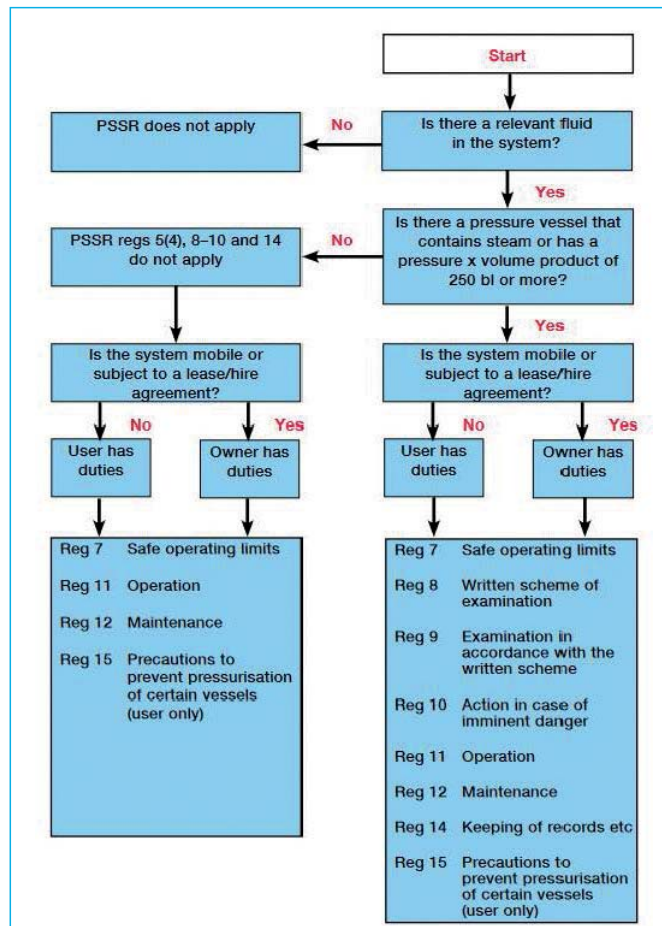 Start
PSSR does not apply
No
Is there a relevant fluid
in the system?
Yes
PSSR regs 5(4), 8–10 and 14
do not apply
No
Is there a pressure vessel that
contains steam or has a
pressure x volume product of
250 bl or more?
Yes
Is the system mobile or
subject to a lease/hire
agreement?
Is the system mobile or
subject to a lease/hire
agreement?
No
Yes
No
Yes
User has
duties
Owner has
duties
User has
duties
Owner has
duties
Reg 7 Safe operating limits
Reg 11 Operation
Reg 12 Maintenance
Reg 15 Precautions to
prevent pressurisation
of certain vessels
(user only)
Reg 7 Safe operating limits
Reg 8 Written scheme of
examination
Reg 9 Examination in
accordance with the
written scheme
Reg 10 Action in case of
imminent danger
Reg 11 Operation
Reg 12 Maintenance
Reg 14 Keeping of records etc
Reg 15 Precautions to
prevent pressurisation
of certain vessels
(user only)